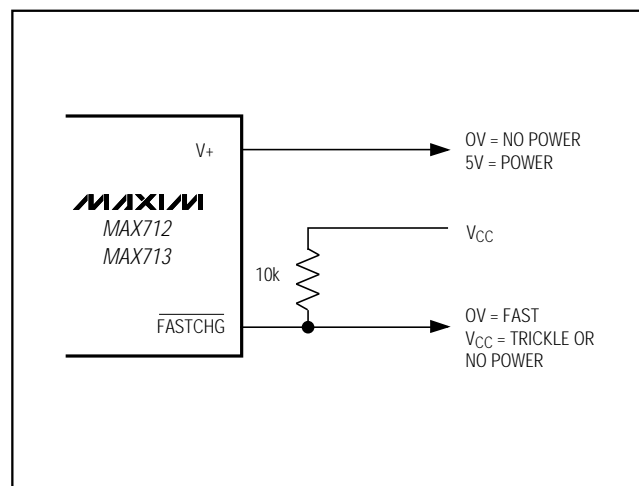 V+
0V = NO POWER
5V = POWER
MAXIM
MAX712
MAX713
VCC
10k
FASTCHG
0V = FAST
VCC = TRICKLE OR
NO POWER